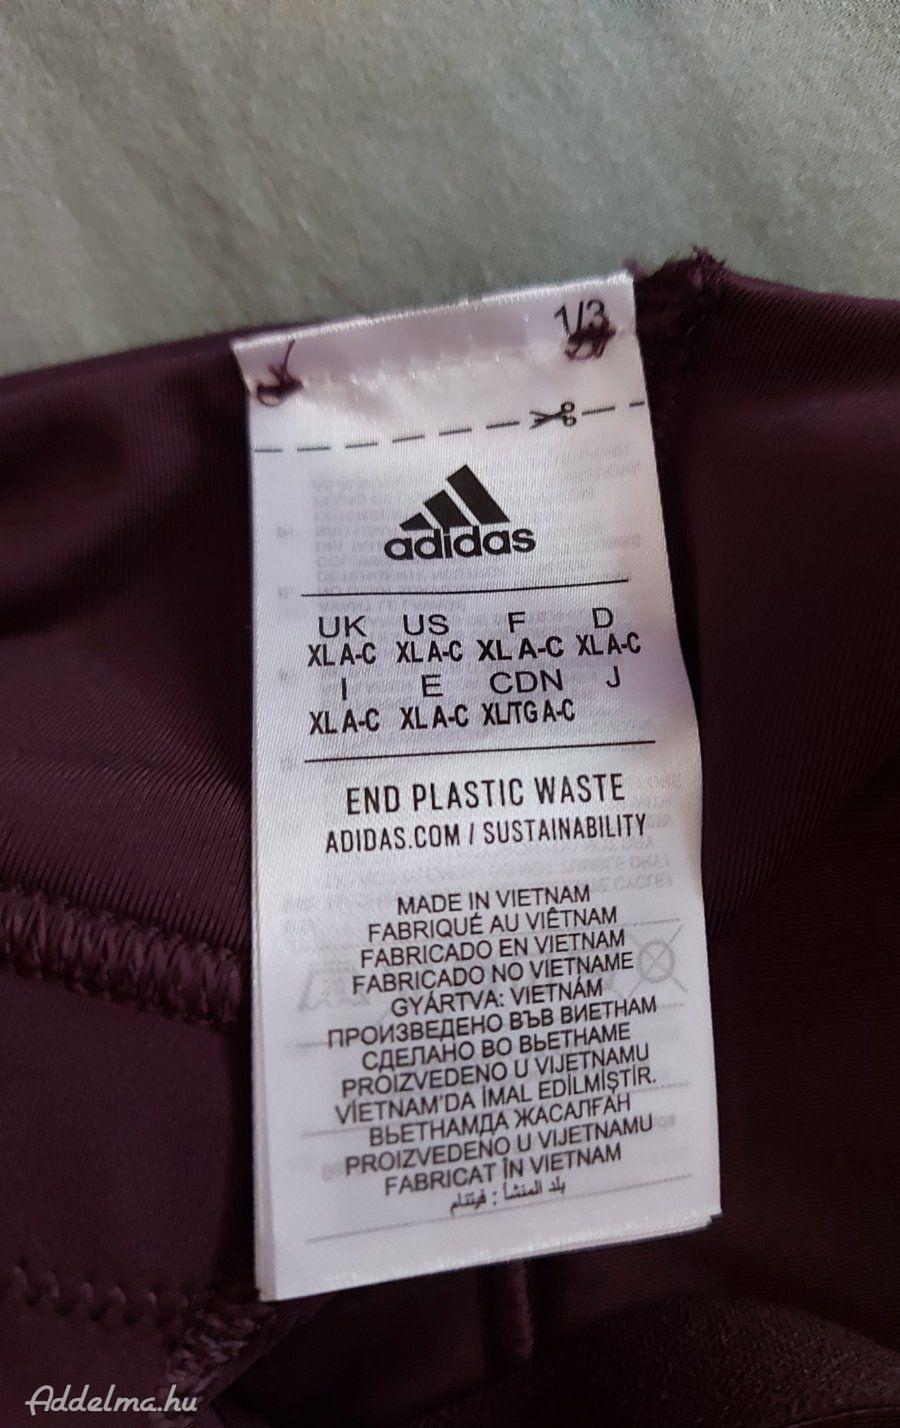 1/3
adidas
UK US F D
XL A-C XL A-C XL A-C XL A-C
I E CDN J
XL A-C XL A-C XL/TG A-C
END PLASTIC WASTE
ADIDAS.COM / SUSTAINABILITY
MADE IN VIETNAM
FABRIQUÉ AU VIÊTNAM
FABRICADO EN VIETNAM
FABRICADO NO VIETNAME
GYÁRTVA: VIETNÁM
ПРОИЗВЕДЕНО ВЪВ ВИЕТНАМ
СДЕЛАНО ВО ВЬЕТНАМЕ
PROIZVEDENO U VIJETNAMU
VİETNAM'DA İMAL EDİLMİŞTİR.
ВЬЕТНАМДА ЖАСАЛҒАН
PROIZVEDENO U VIJETNAMU
FABRICAT ÎN VIETNAM
بلد المنشأ : فيتنام
Addelma.hu